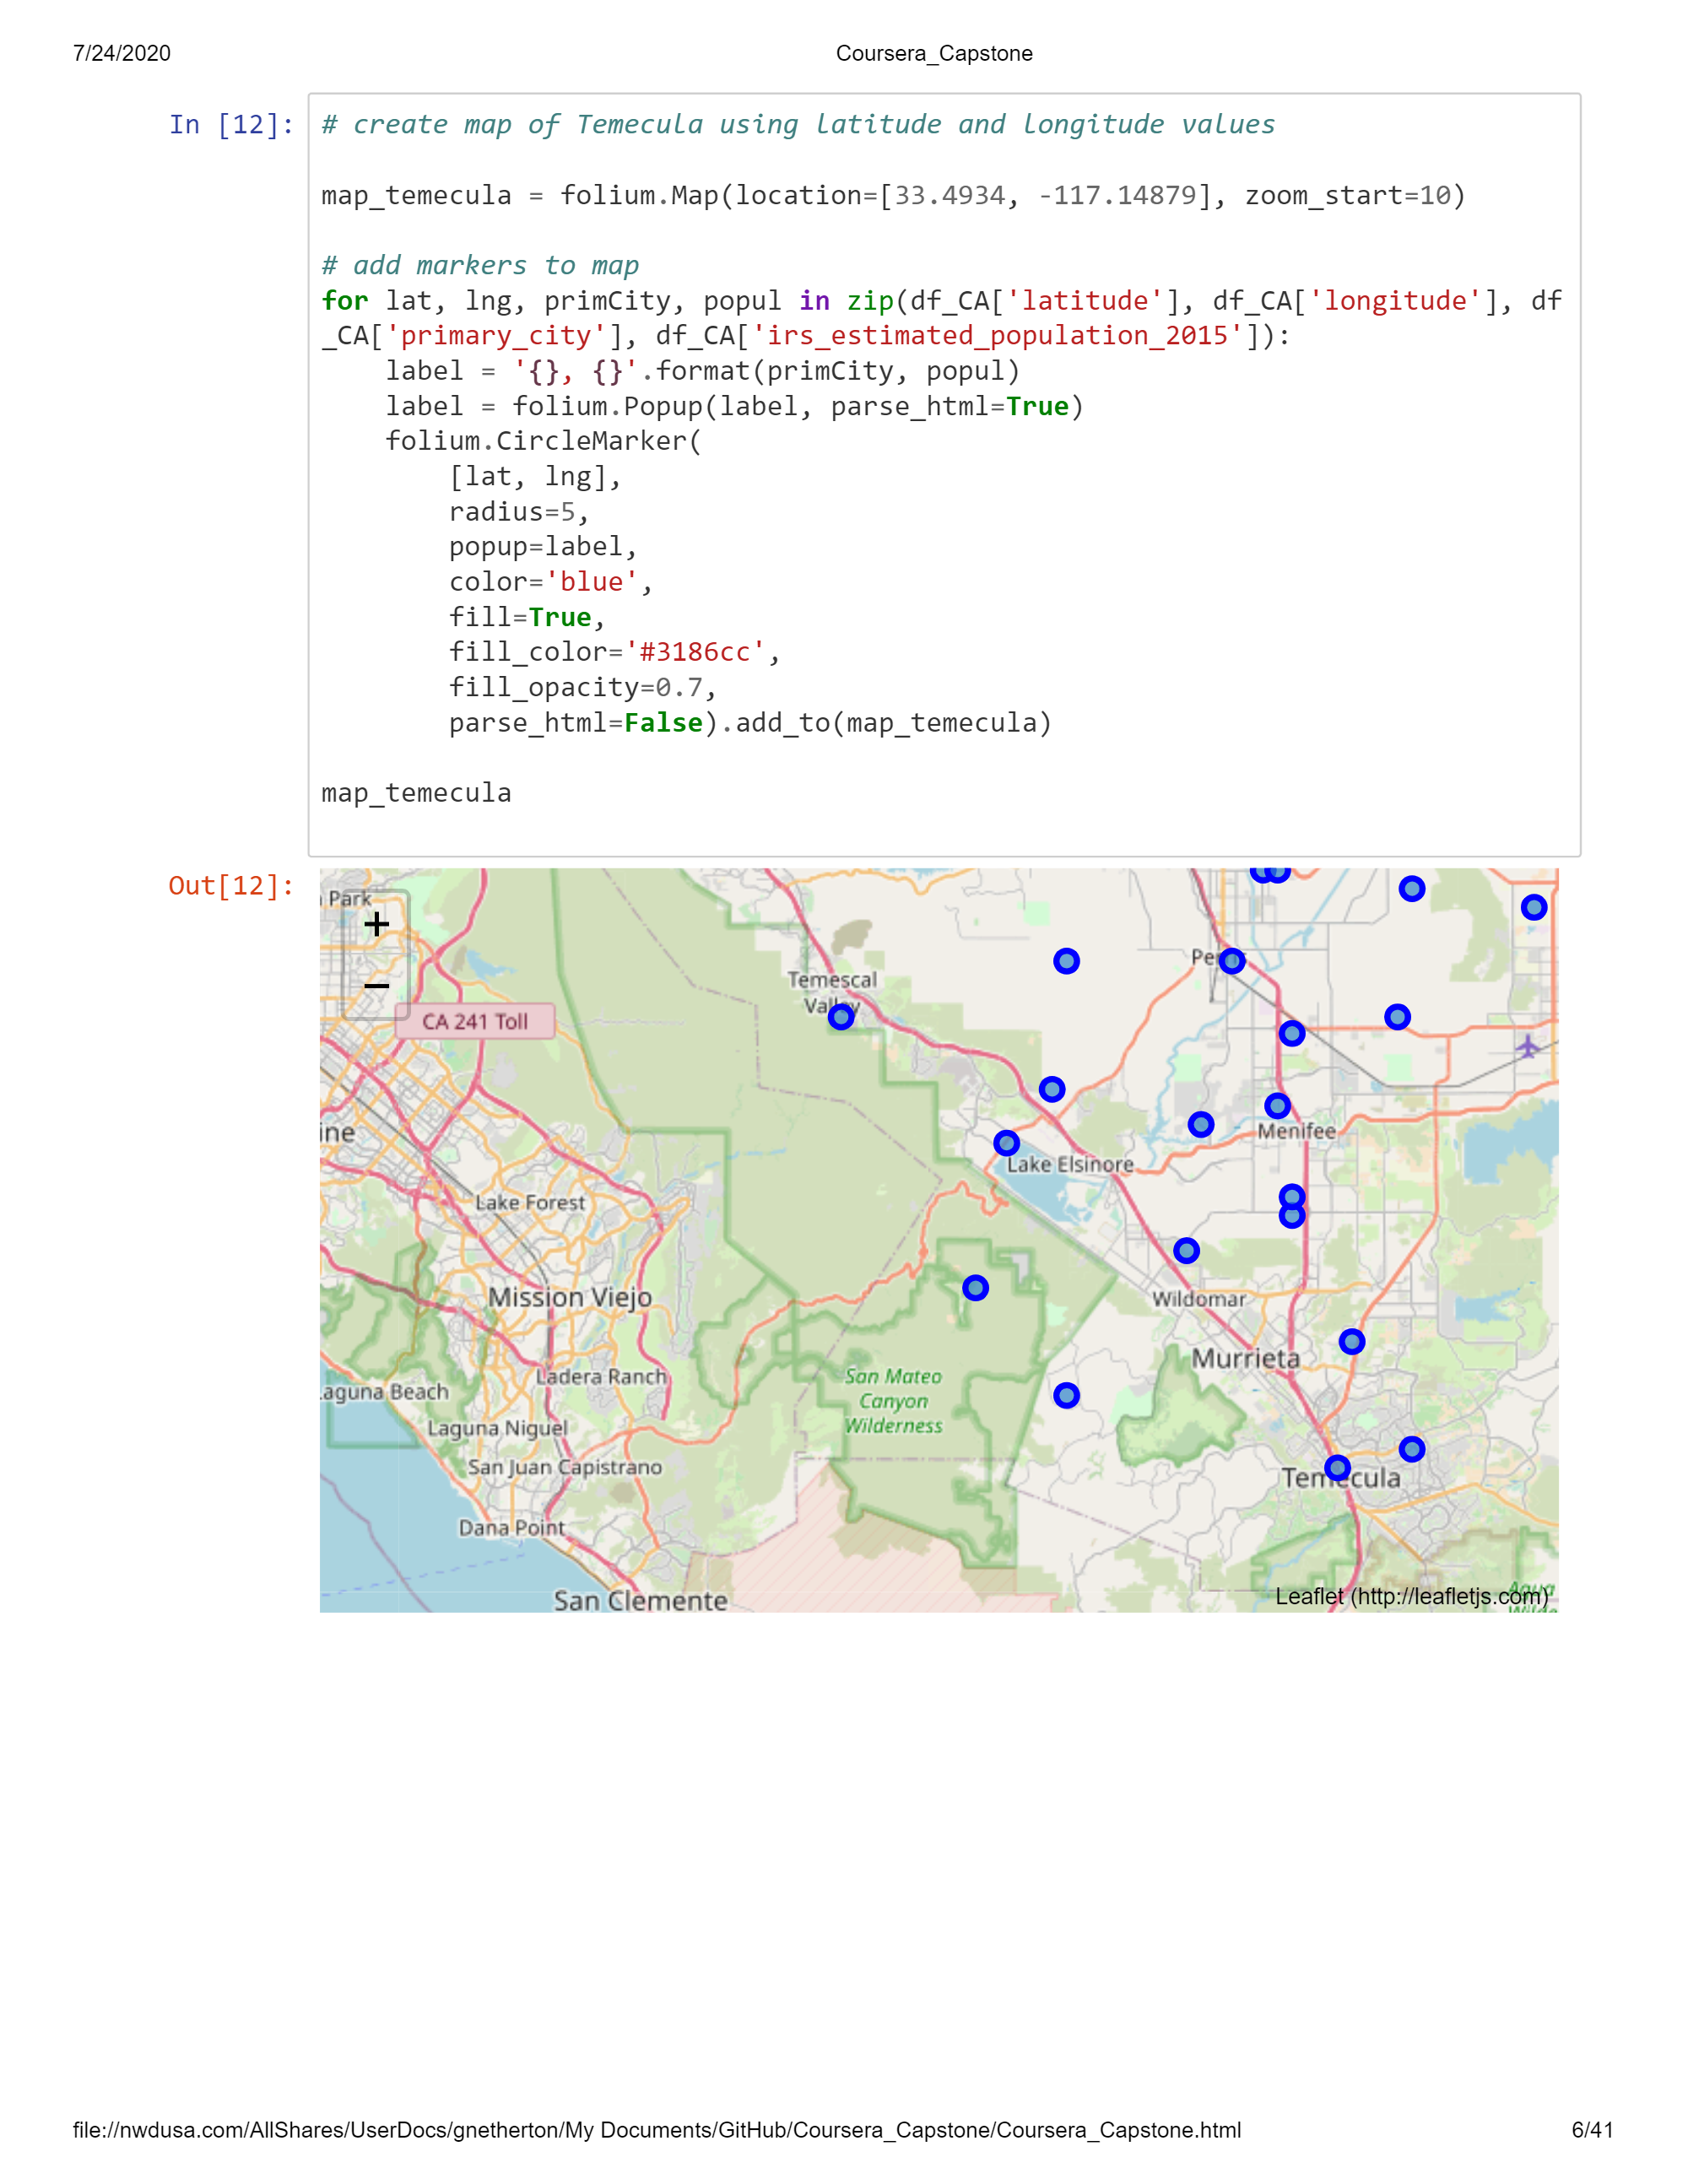 7/24/2020
Coursera_Capstone
In [12]:
# create map of Temecula using latitude and longitude values
map_temecula = folium.Map(location=[33.4934, -117.14879], zoom_start=10)
# add markers to map
for lat, lng, primCity, popul in zip(df_CA['latitude'], df_CA['longitude'], df
_CA['primary_city'], df_CA['irs_estimated_population_2015']):
    label = '{}, {}'.format(primCity, popul)
    label = folium.Popup(label, parse_html=True)
    folium.CircleMarker(
        [lat, lng],
        radius=5,
        popup=label,
        color='blue',
        fill=True,
        fill_color='#3186cc',
        fill_opacity=0.7,
        parse_html=False).add_to(map_temecula)
map_temecula
Out[12]:
Park
+
−
Temescal
Valley
CA 241 Toll
ine
Menifee
Lake Elsinore
Lake Forest
Mission Viejo
Wildomar
Murrieta
Ladera Ranch
San Mateo
Canyon
Wilderness
aguna Beach
Laguna Niguel
San Juan Capistrano
Temecula
Dana Point
San Clemente
Leaflet (http://leafletjs.com)
file://nwdusa.com/AllShares/UserDocs/gnetherton/My Documents/GitHub/Coursera_Capstone/Coursera_Capstone.html
6/41